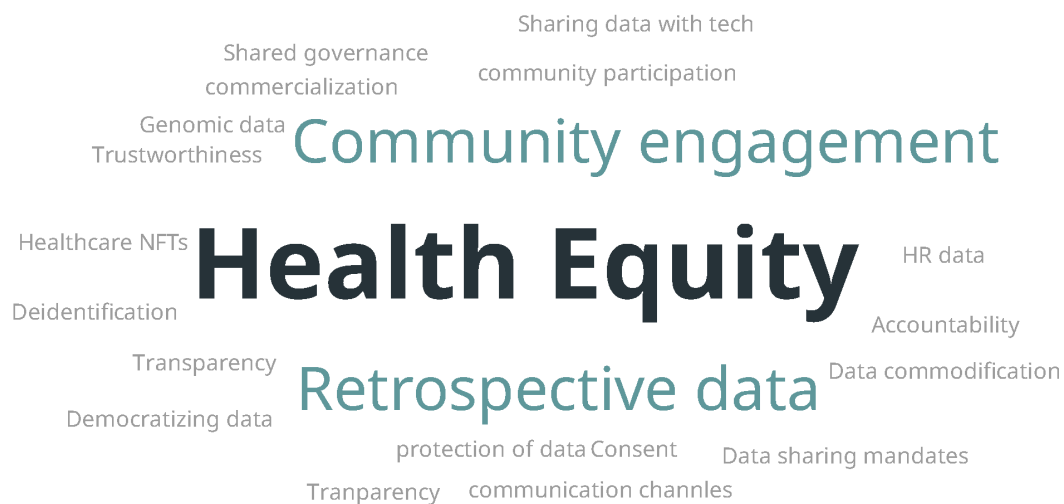 Sharing data with tech
Shared governance
community participation
commercialization
Genomic data
Community engagement
Trustworthiness
Healthcare NFTs
Health Equity
HR data
Deidentification
Accountability
Transparency
Retrospective data
Data commodification
Democratizing data
protection of data
Consent
Data sharing mandates
Tranparency
communication channles